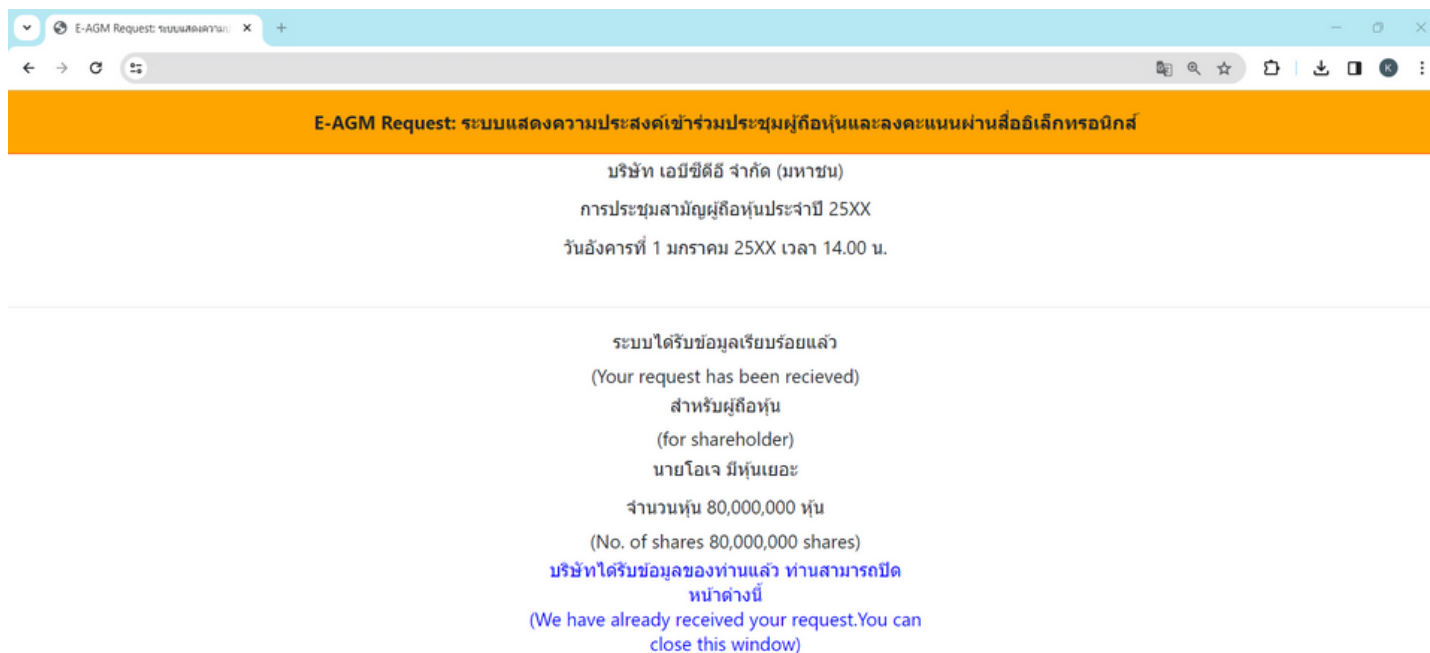 E-AGM Request: ระบบแสดงความป
E-AGM Request: ระบบแสดงความประสงค์เข้าร่วมประชุมผู้ถือหุ้นและลงคะแนนผ่านสื่ออิเล็กทรอนิกส์
บริษัท เอบีซีดีอี จำกัด (มหาชน)
การประชุมสามัญผู้ถือหุ้นประจำปี 25XX
วันอังคารที่ 1 มกราคม 25XX เวลา 14.00 น.
ระบบได้รับข้อมูลเรียบร้อยแล้ว
(Your request has been recieved)
สำหรับผู้ถือหุ้น
(for shareholder)
นายโอเจ มีหุ้นเยอะ
จำนวนหุ้น 80,000,000 หุ้น
(No. of shares 80,000,000 shares)
บริษัทได้รับข้อมูลของท่านแล้ว ท่านสามารถปิด
หน้าต่างนี้
(We have already received your request.You can
close this window)